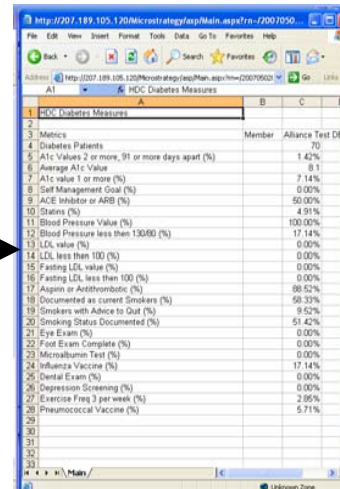 http://207.189.105.120/Microstrategy/asp/Main.aspx?rn-/2007050...
File Edit View Insert Format Tools Data Go To Favorites Help
Back Search Favorites
Address http://207.189.105.120/Microstrategy/asp/Main.aspx? Go Links
A1 HDC Diabetes Measures
A B C
1 HDC Diabetes Measures
2
3 Metrics Member Alliance Test
4 Diabetes Patients 70
5 A1c Values 2 or more, 91 or more days apart (%) 1.42%
6 Average A1c Value 8.1
7 A1c value 1 or more (%) 7.14%
8 Self Management Goal (%) 0.00%
9 ACE Inhibitor or ARB (%) 50.00%
10 Statins (%) 4.91%
11 Blood Pressure Value (%) 100.00%
12 Blood Pressure less then 130/80 (%) 17.14%
13 LDL value (%) 0.00%
14 LDL less then 100 (%) 0.00%
15 Fasting LDL value (%) 0.00%
16 Fasting LDL less then 100 (%) 0.00%
17 Aspirin or Antithrombotic (%) 88.52%
18 Documented as current Smokers (%) 58.33%
19 Smokers with Advice to Quit (%) 9.52%
20 Smoking Status Documented (%) 51.42%
21 Eye Exam (%) 0.00%
22 Foot Exam Complete (%) 0.00%
23 Microalbumin Test (%) 0.00%
24 Influenza Vaccine (%) 17.14%
25 Dental Exam (%) 0.00%
26 Depression Screening (%) 0.00%
27 Exercise Freq 3 per week (%) 2.85%
28 Pneumococcal Vaccine (%) 5.71%
29
30
31
32
33
Main
Unknown Zone